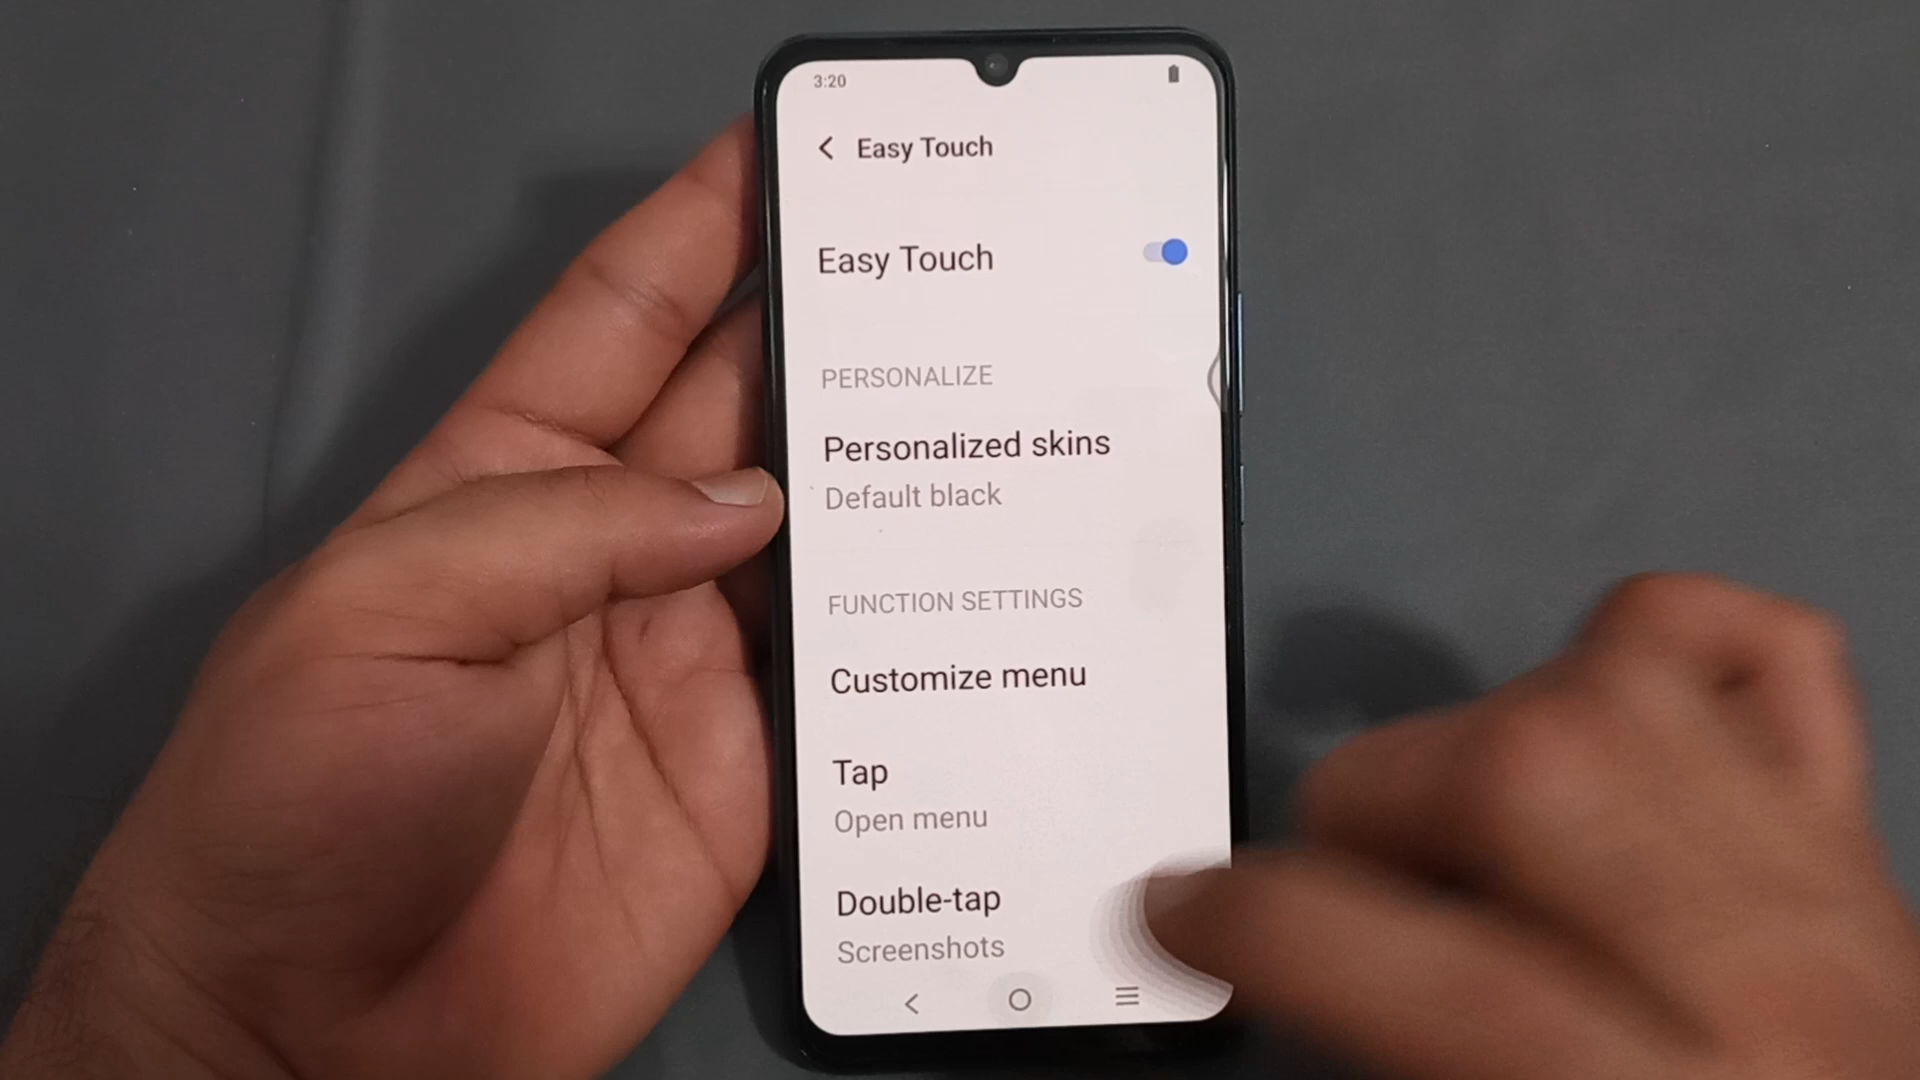 3:20
Easy Touch
Easy Touch
PERSONALIZE
Personalized skins
Default black
FUNCTION SETTINGS
Customize menu
Tap
Open menu
Double-tap
Screenshots